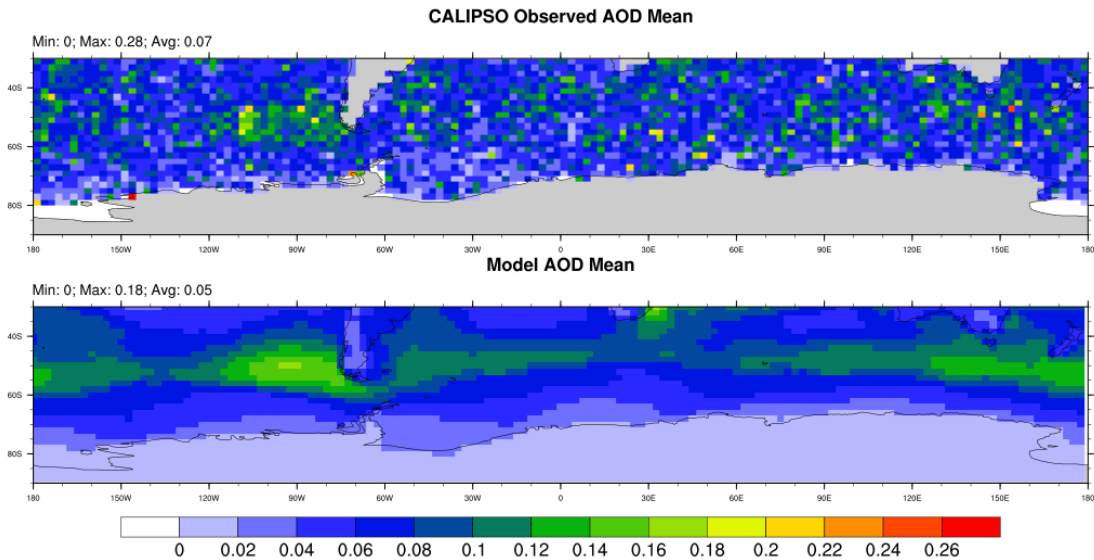 CALIPSO Observed AOD Mean
Min: 0; Max: 0.28; Avg: 0.07
40S
60S
80S
180 150W 120W 90W 60W 30W 0 30E 60E 90E 120E 150E 180
Model AOD Mean
Min: 0; Max: 0.18; Avg: 0.05
40S
60S
80S
180 150W 120W 90W 60W 30W 0 30E 60E 90E 120E 150E 180
0 0.02 0.04 0.06 0.08 0.1 0.12 0.14 0.16 0.18 0.2 0.22 0.24 0.26